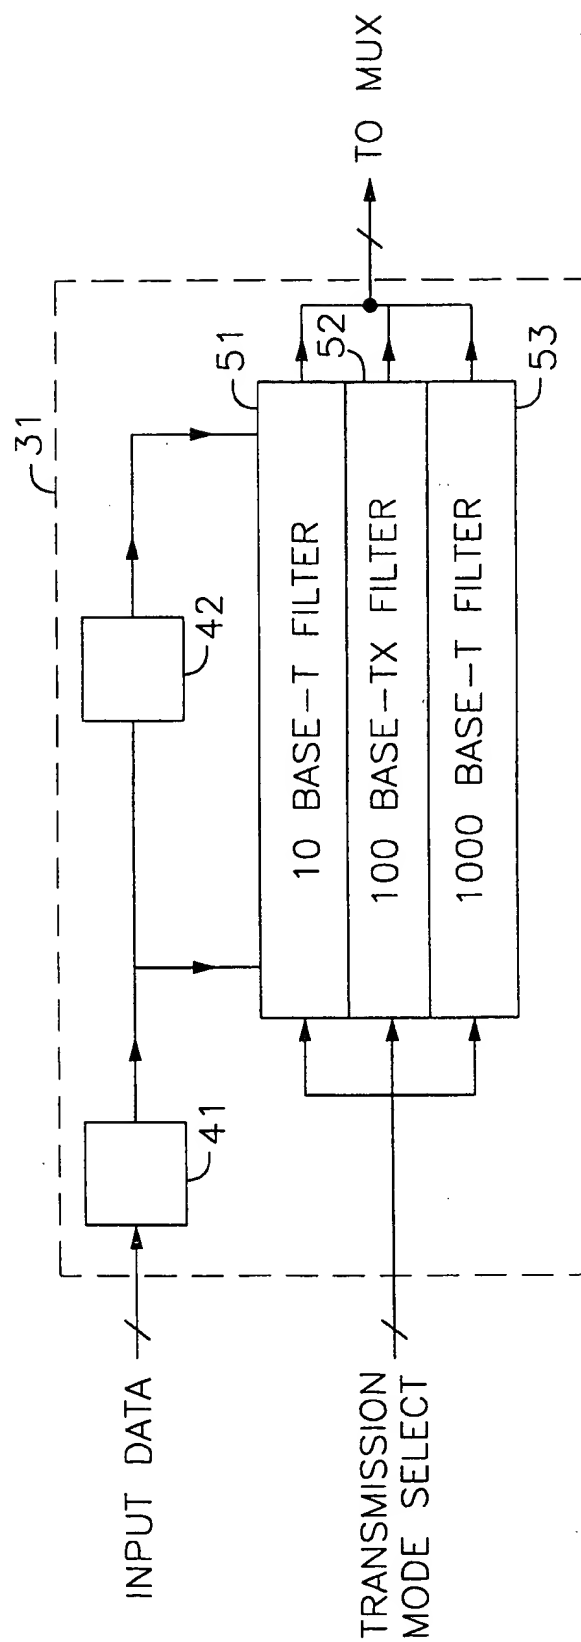 31
INPUT DATA
41
42
51
52
53
10 BASE-T FILTER
100 BASE-TX FILTER
1000 BASE-T FILTER
TRANSMISSION
MODE SELECT
TO MUX